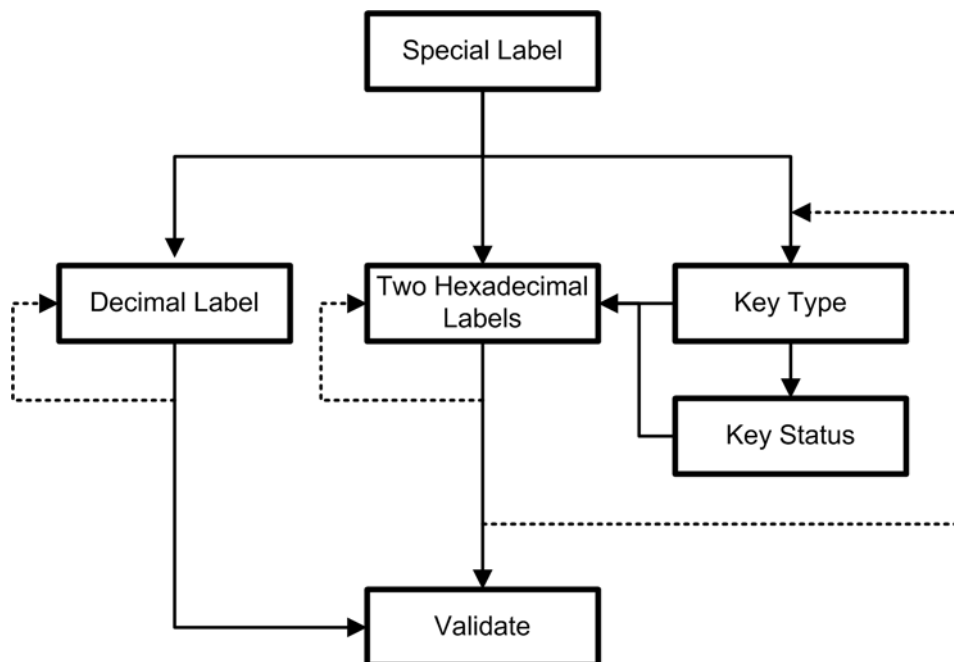 Special Label
Decimal Label
Two Hexadecimal
Labels
Key Type
Key Status
Validate